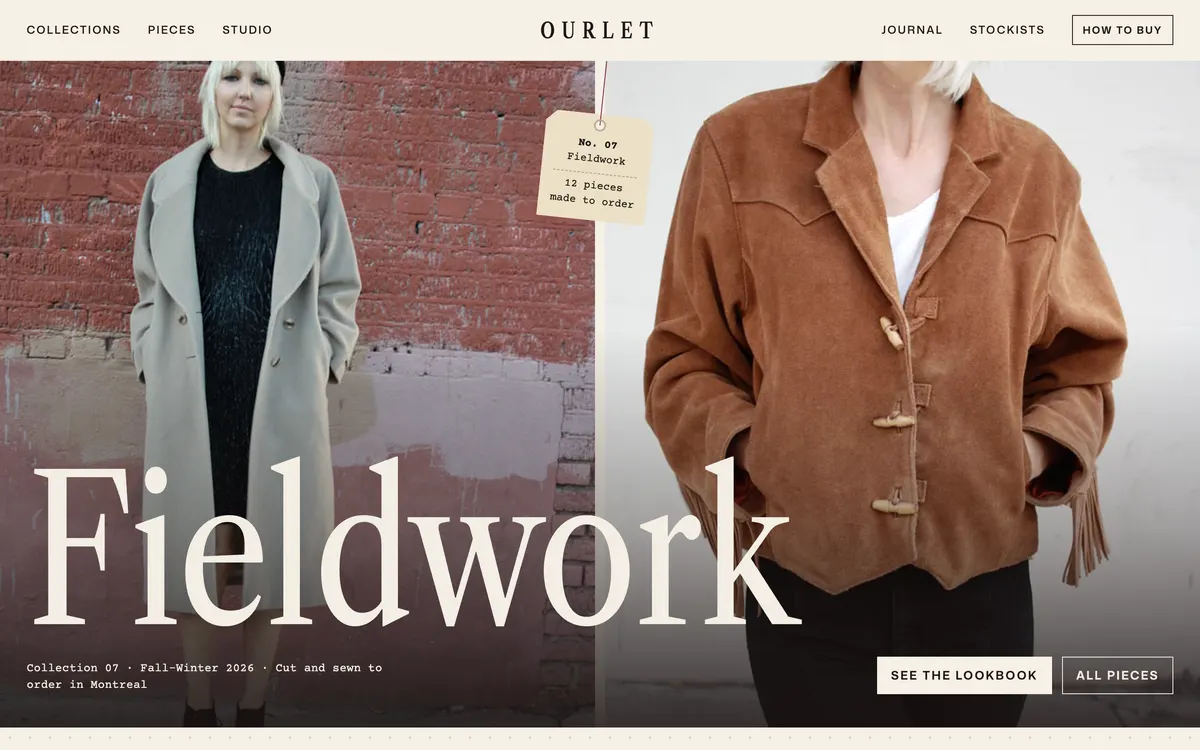 COLLECTIONS PIECES STUDIO OURLET JOURNAL STOCKISTS HOW TO BUY
No. 07
Fieldwork
12 pieces
made to order
Fieldwork
Collection 07 · Fall-Winter 2026 · Cut and sewn to
order in Montreal
SEE THE LOOKBOOK ALL PIECES